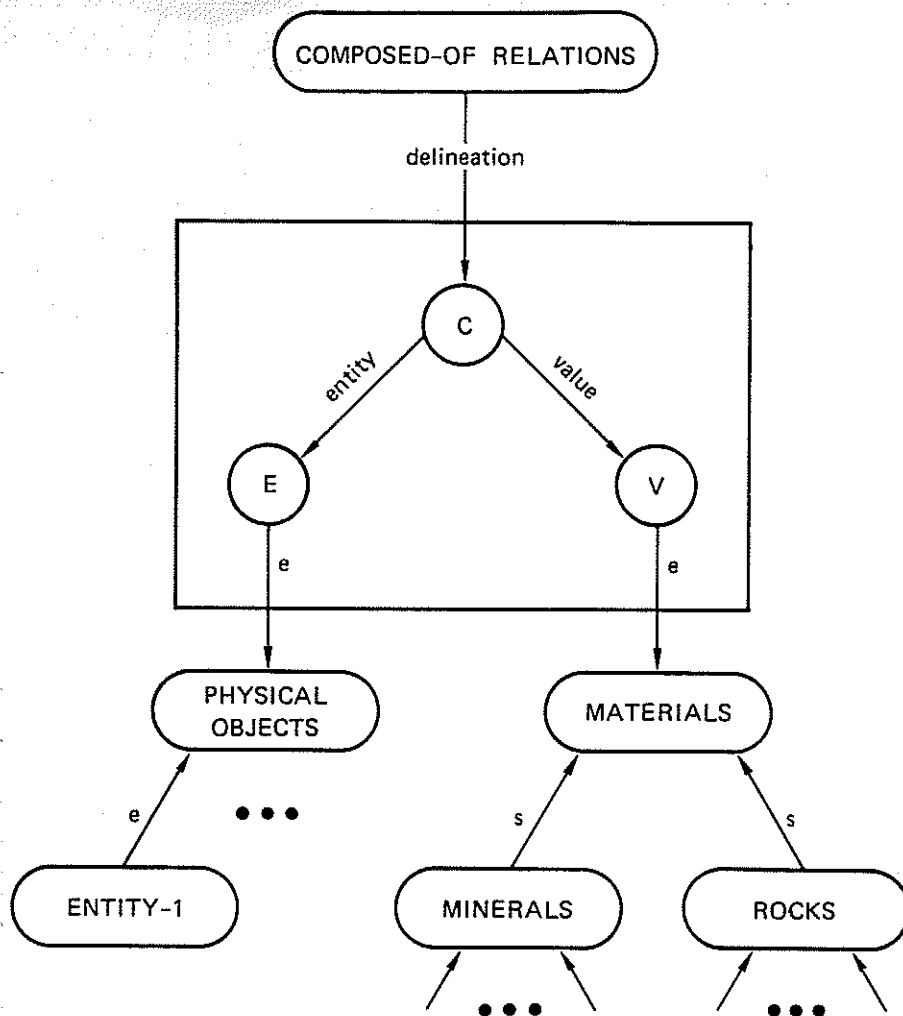 COMPOSED-OF RELATIONS
delineation
C
entity
value
E
V
e
e
PHYSICAL
OBJECTS
MATERIALS
e
s
s
ENTITY-1
MINERALS
ROCKS